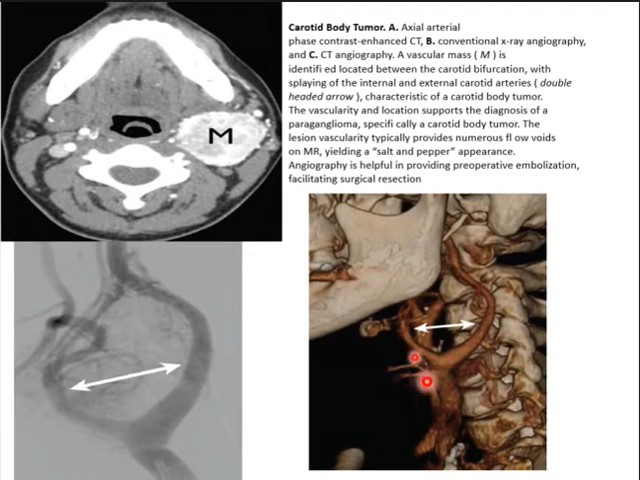 Carotid Body Tumor. A. Axial arterial
phase contrast-enhanced CT, B. conventional x-ray angiography,
and C. CT angiography. A vascular mass ( M ) is
identifi ed located between the carotid bifurcation, with
splaying of the internal and external carotid arteries ( double
headed arrow ), characteristic of a carotid body tumor.
The vascularity and location supports the diagnosis of a
paraganglioma, specifi cally a carotid body tumor. The
lesion vascularity typically provides numerous fl ow voids
on MR, yielding a “salt and pepper” appearance.
Angiography is helpful in providing preoperative embolization,
facilitating surgical resection
M